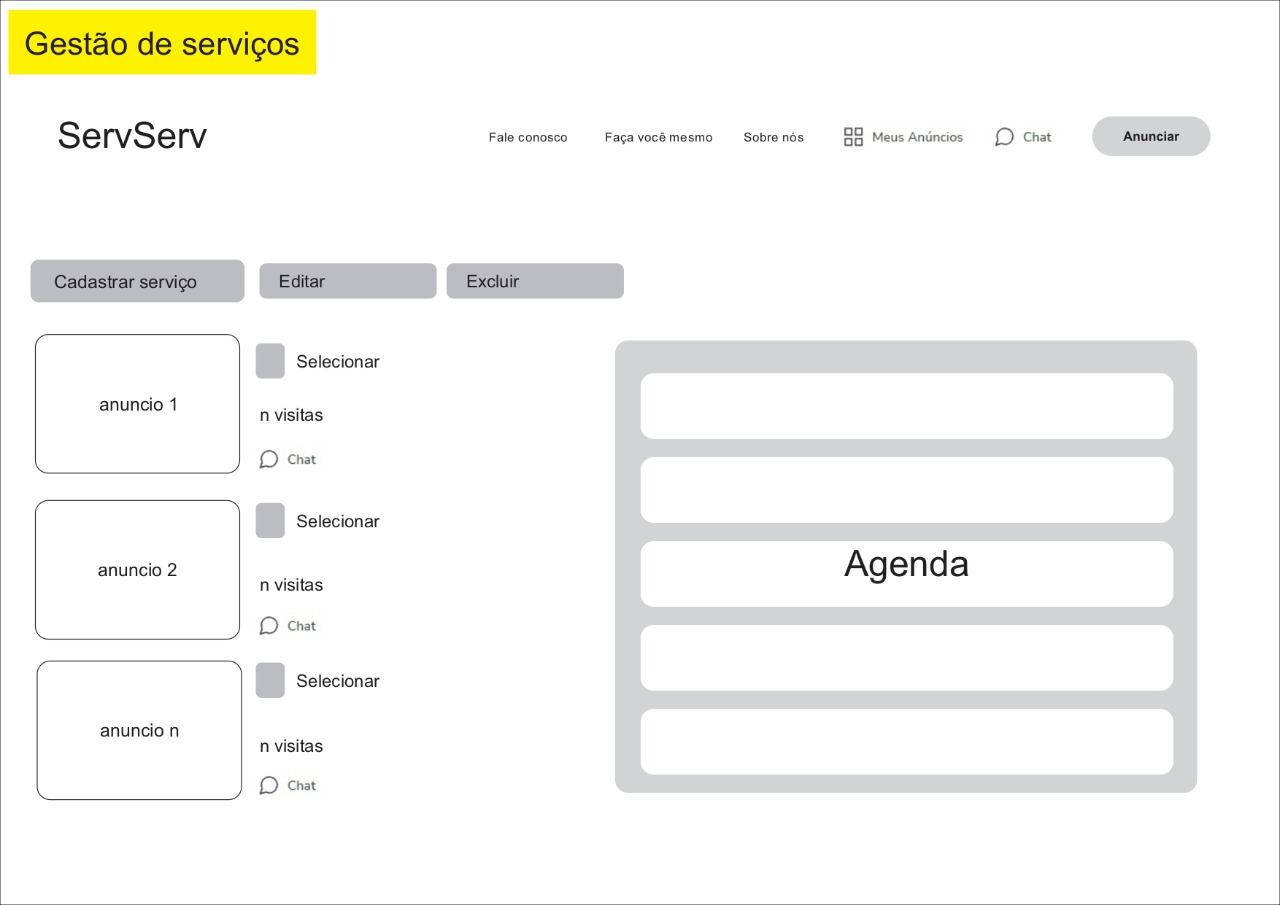 Gestão de serviços
ServServ
Fale conosco
Faça você mesmo
Sobre nós
Meus Anúncios
Chat
Anunciar
Cadastrar serviço
Editar
Excluir
anuncio 1
Selecionar
n visitas
Chat
anuncio 2
Selecionar
n visitas
Chat
anuncio n
Selecionar
n visitas
Chat
Agenda